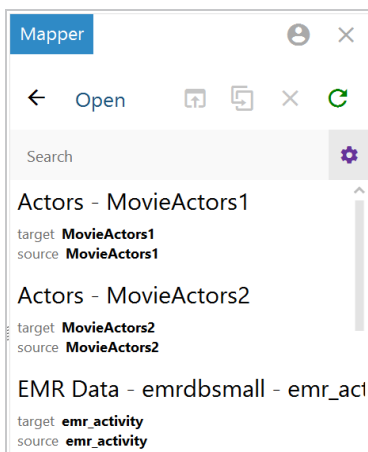 Mapper
Open
Search
Actors - MovieActors1
target MovieActors1
source MovieActors1
Actors - MovieActors2
target MovieActors2
source MovieActors2
EMR Data - emrdbsmall - emr_act
target emr_activity
source emr_activity